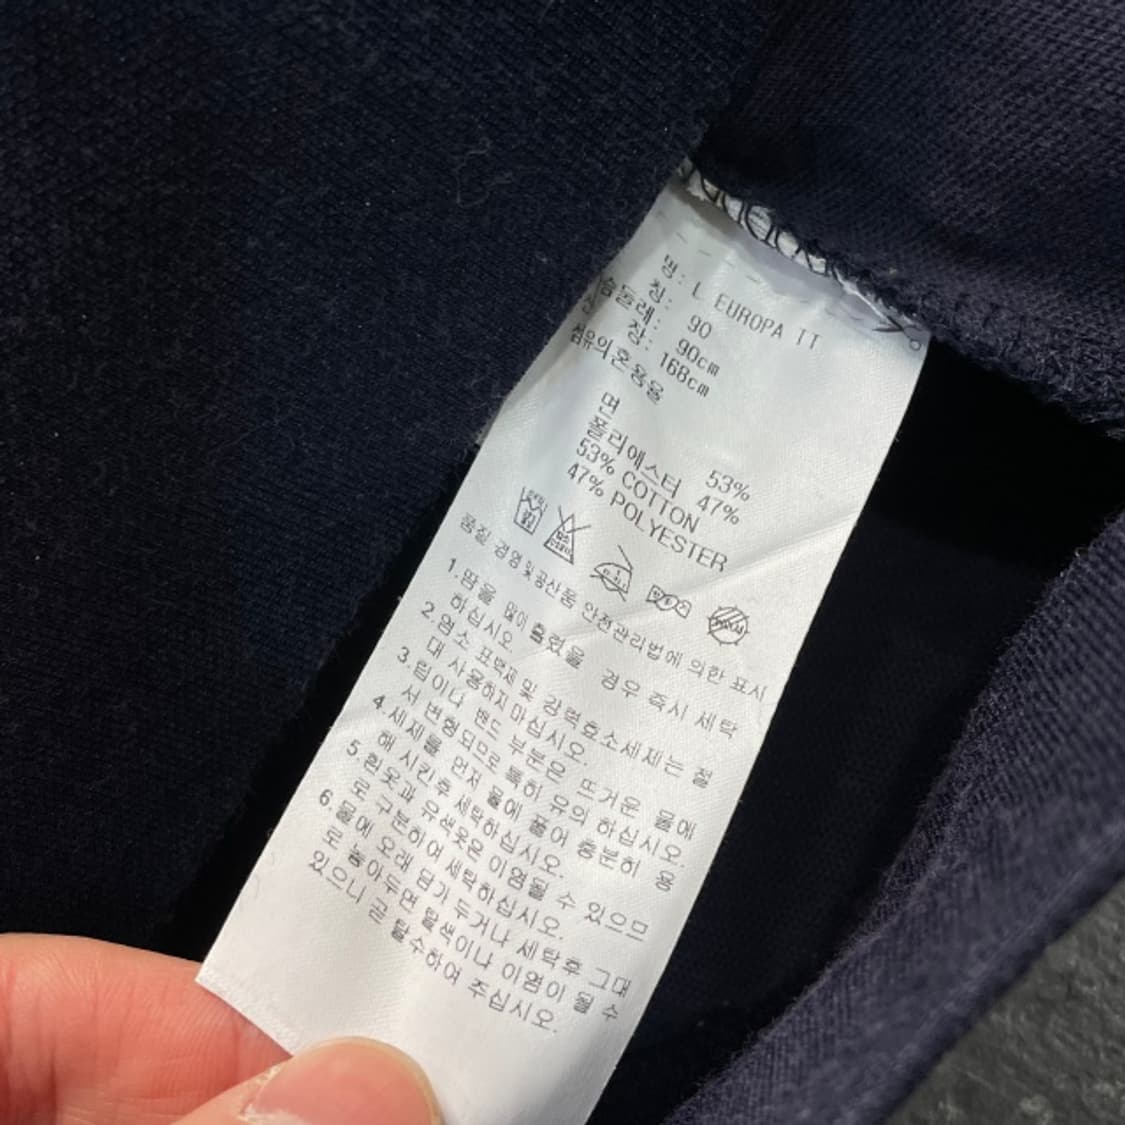 명: L EUROPA TT
칭: 90
슴둘레: 90cm
장: 168cm
섬유의혼용율
면 53%
폴리에스터 47%
53% COTTON
47% POLYESTER
품질 경영 및 공산품 안전관리법에 의한 표시
1.땀을 많이 흘렸을 경우 즉시 세탁
하십시오.
2.염소 표백제 및 강력효소세제는 절
대 사용하지마십시오.
3.립이나 밴드 부분은 뜨거운 물에
서 변형되므로 특히 유의 하십시오.
4.세제를 먼저 물에 풀어 충분히 용
해 시킨후 세탁하십시오.
5.흰옷과 유색옷은 이염될 수 있으므
로 구분하여 세탁하십시오.
6.물에 오래 담가 두거나 세탁후 그대
로 놓아두면 탈색이나 이염이 될 수
있으니 곧 탈수하여 주십시오.